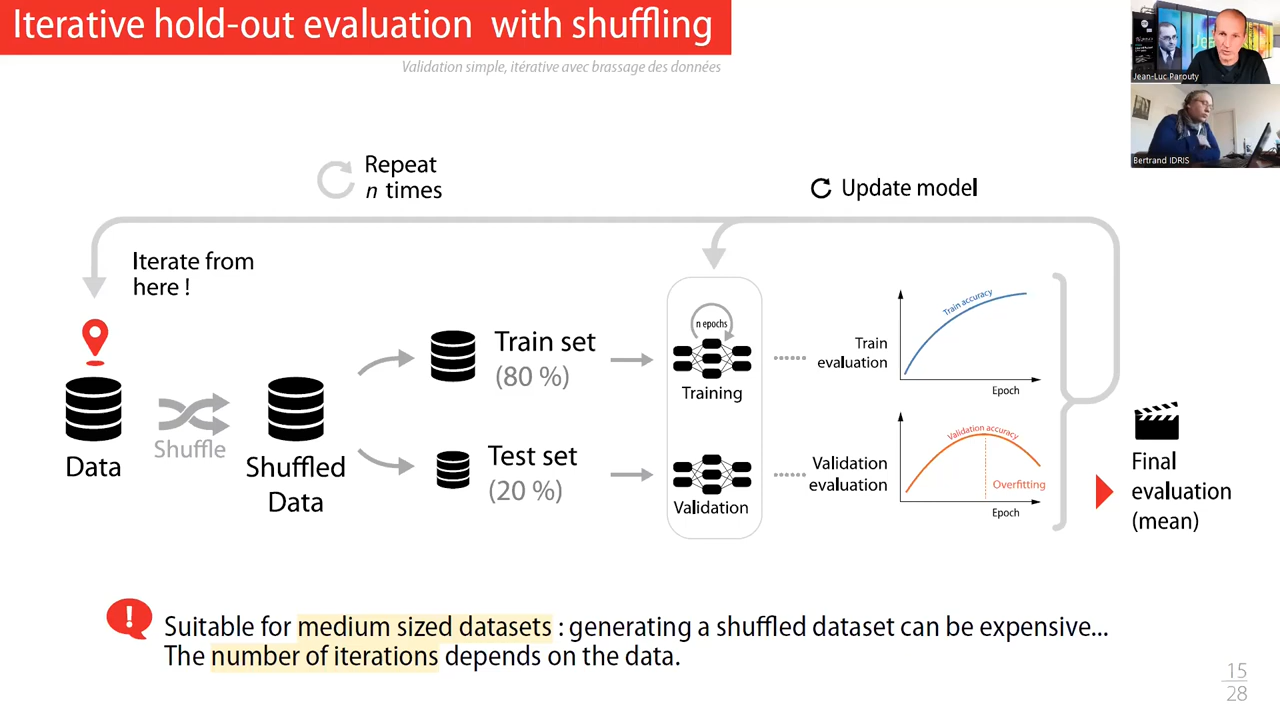 Iterative hold-out evaluation with shuffling
Validation simple, itérative avec brassage des données
Jean-Luc Parouty
Bertrand IDRIS
Repeat
n times
Update model
Iterate from
here !
Data
Shuffle
Shuffled
Data
Train set
(80 %)
Test set
(20 %)
n epochs
Training
Validation
Train
evaluation
Train accuracy
Epoch
Validation
evaluation
Validation accuracy
Overfitting
Epoch
Final
evaluation
(mean)
!
Suitable for medium sized datasets : generating a shuffled dataset can be expensive...
The number of iterations depends on the data.
15
28